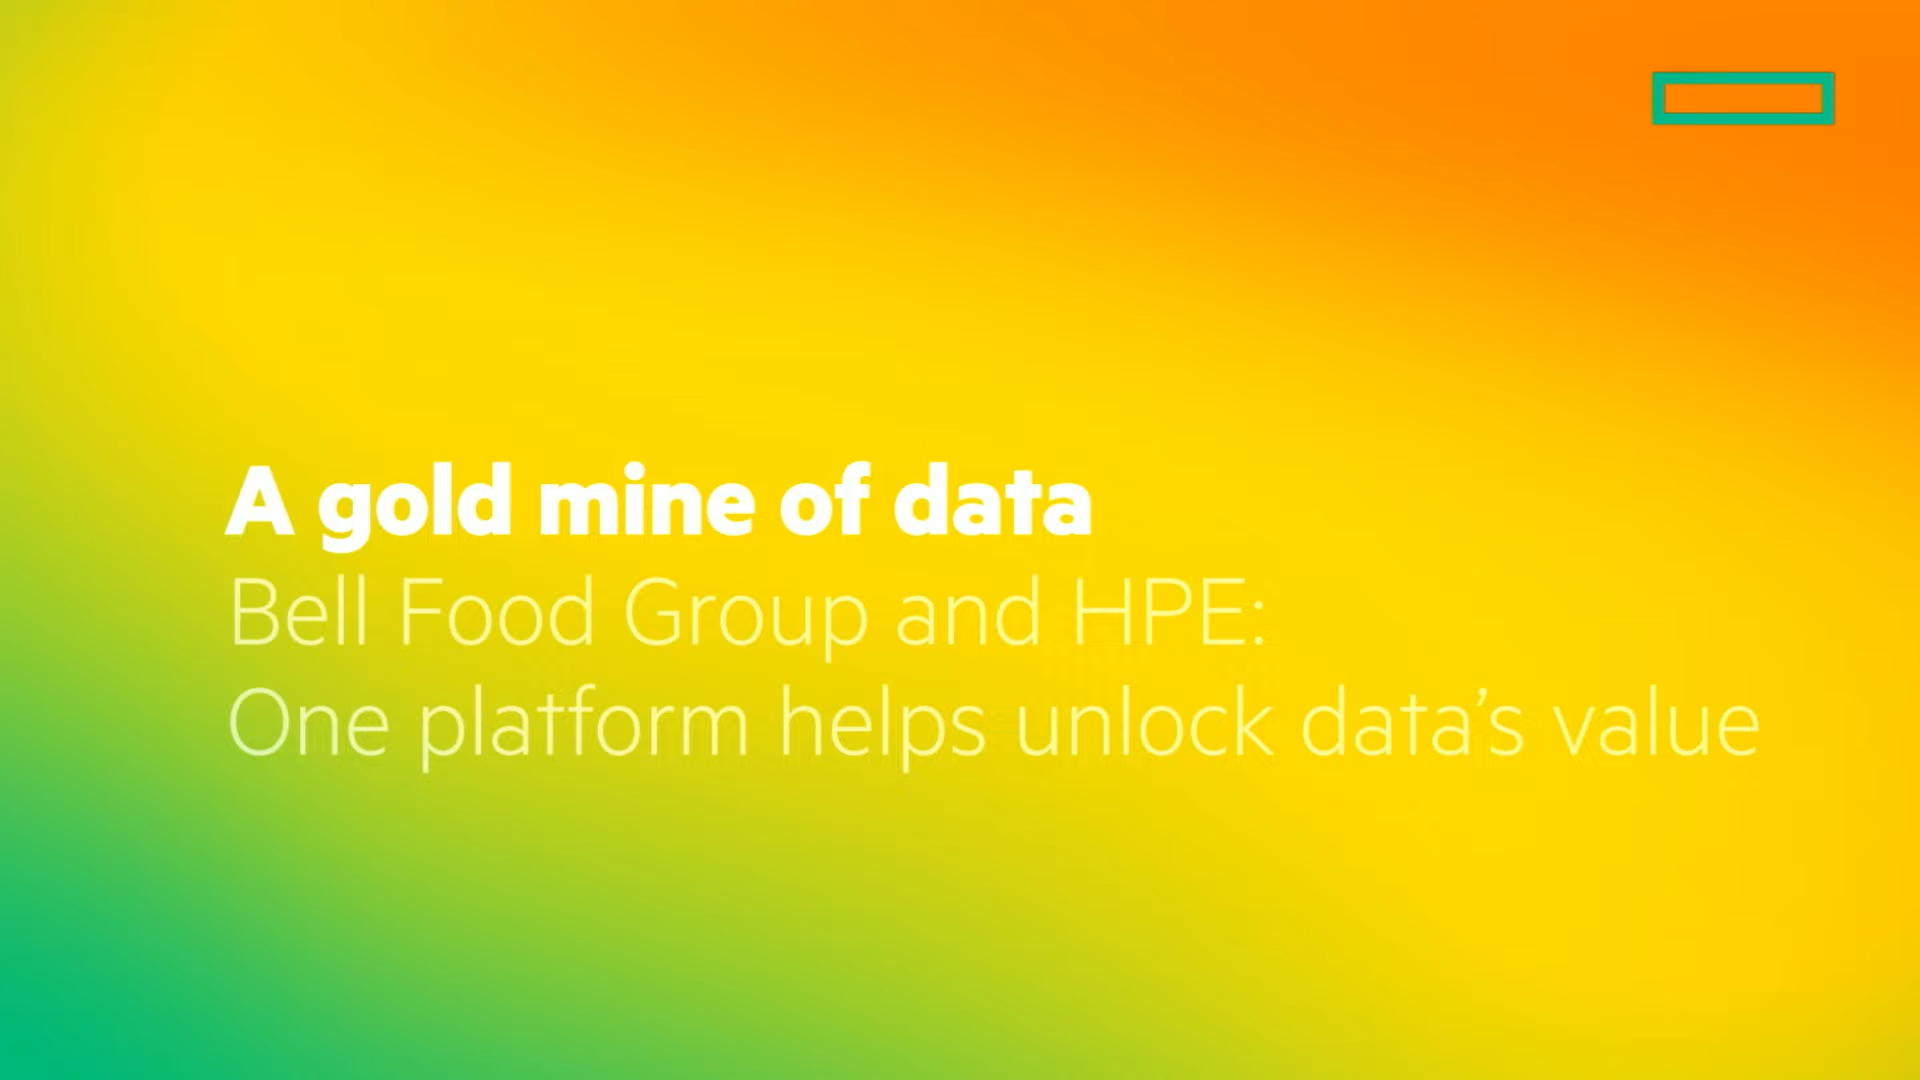 A gold mine of data
Bell Food Group and HPE:
One platform helps unlock data’s value